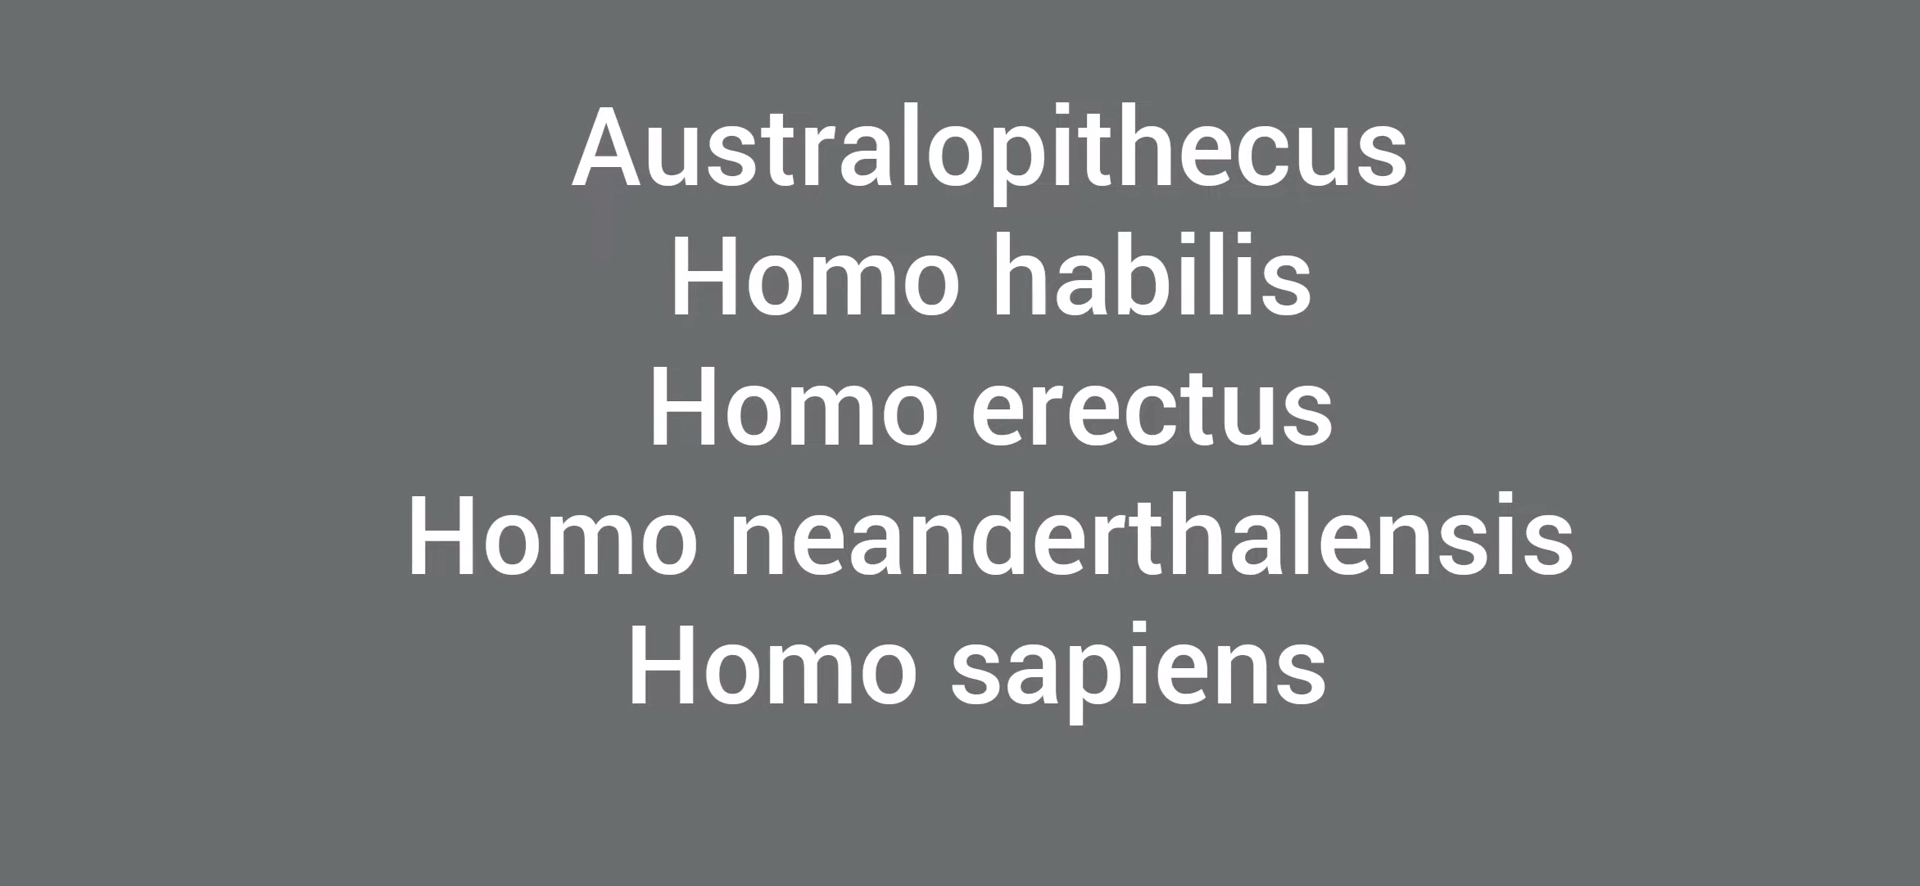 Australopithecus
Homo habilis
Homo erectus
Homo neanderthalensis
Homo sapiens